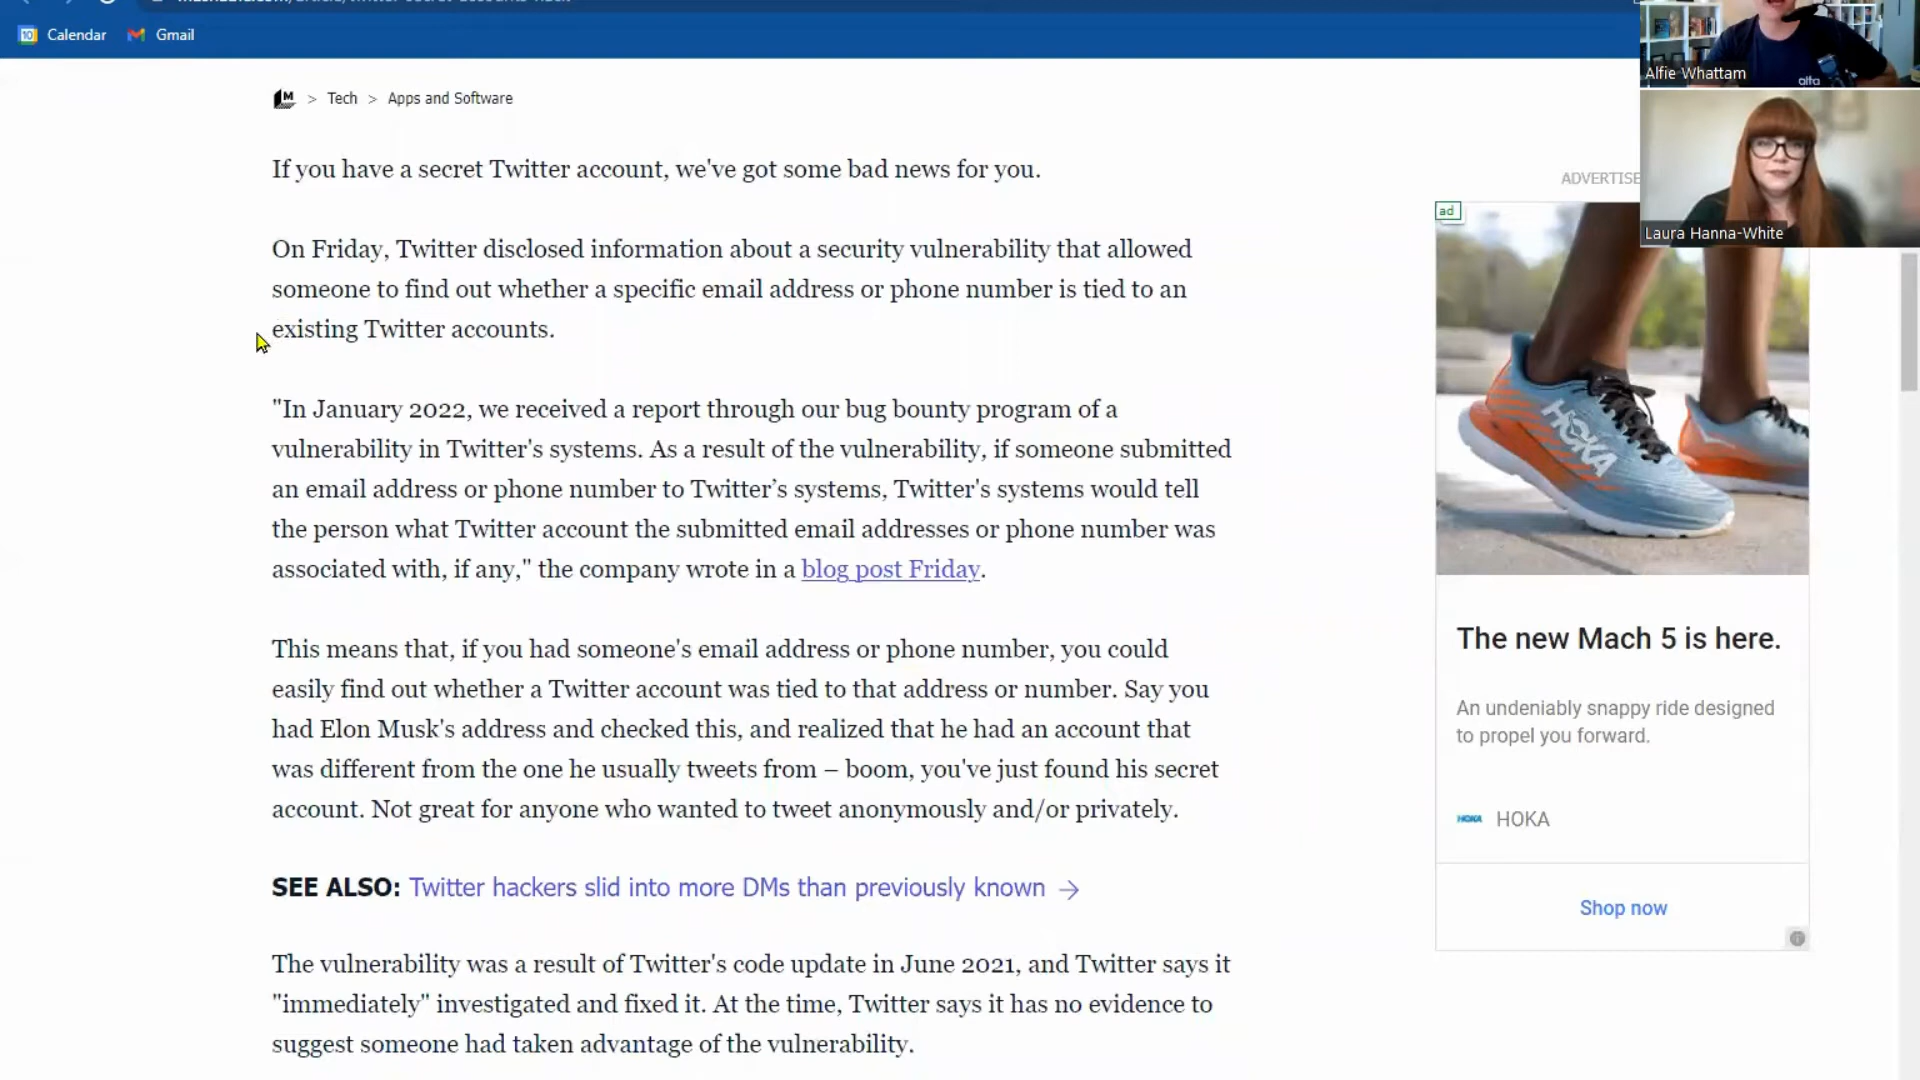 Calendar
Gmail
Alfie Whattam
alta
> Tech > Apps and Software
If you have a secret Twitter account, we've got some bad news for you.
ADVERTISE
Laura Hanna-White
ad
On Friday, Twitter disclosed information about a security vulnerability that allowed
someone to find out whether a specific email address or phone number is tied to an
existing Twitter accounts.
"In January 2022, we received a report through our bug bounty program of a
vulnerability in Twitter's systems. As a result of the vulnerability, if someone submitted
an email address or phone number to Twitter’s systems, Twitter's systems would tell
the person what Twitter account the submitted email addresses or phone number was
associated with, if any," the company wrote in a blog post Friday.
This means that, if you had someone's email address or phone number, you could
easily find out whether a Twitter account was tied to that address or number. Say you
had Elon Musk's address and checked this, and realized that he had an account that
was different from the one he usually tweets from – boom, you've just found his secret
account. Not great for anyone who wanted to tweet anonymously and/or privately.
SEE ALSO: Twitter hackers slid into more DMs than previously known →
The vulnerability was a result of Twitter's code update in June 2021, and Twitter says it
"immediately" investigated and fixed it. At the time, Twitter says it has no evidence to
suggest someone had taken advantage of the vulnerability.
HOKA
The new Mach 5 is here.
An undeniably snappy ride designed
to propel you forward.
HOKA HOKA
Shop now